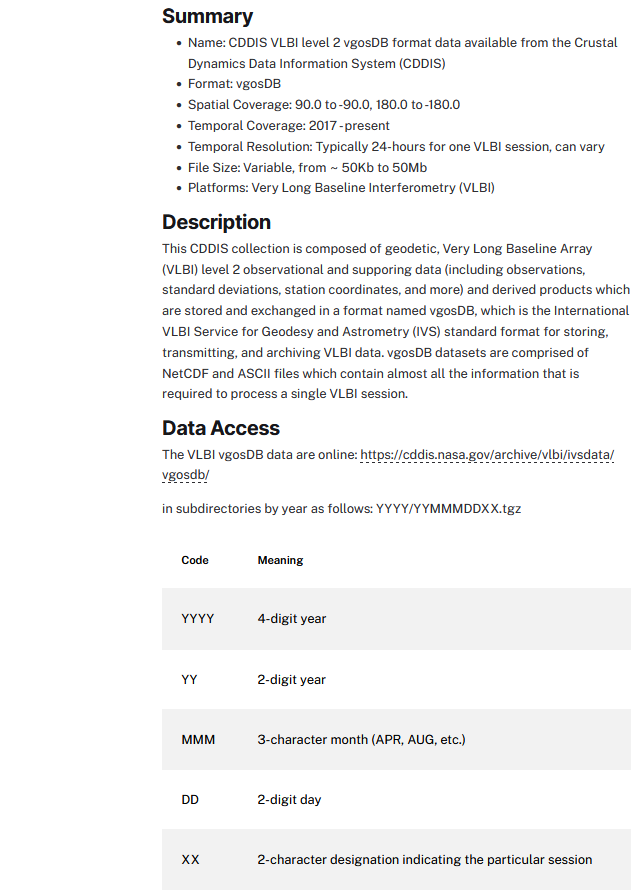 Summary
• Name: CDDIS VLBI level 2 vgosDB format data available from the Crustal
Dynamics Data Information System (CDDIS)
• Format: vgosDB
• Spatial Coverage: 90.0 to -90.0, 180.0 to -180.0
• Temporal Coverage: 2017 - present
• Temporal Resolution: Typically 24-hours for one VLBI session, can vary
• File Size: Variable, from ~ 50Kb to 50Mb
• Platforms: Very Long Baseline Interferometry (VLBI)
Description
This CDDIS collection is composed of geodetic, Very Long Baseline Array
(VLBI) level 2 observational and supporing data (including observations,
standard deviations, station coordinates, and more) and derived products which
are stored and exchanged in a format named vgosDB, which is the International
VLBI Service for Geodesy and Astrometry (IVS) standard format for storing,
transmitting, and archiving VLBI data. vgosDB datasets are comprised of
NetCDF and ASCII files which contain almost all the information that is
required to process a single VLBI session.
Data Access
The VLBI vgosDB data are online: https://cddis.nasa.gov/archive/vlbi/ivsdata/
vgosdb/
in subdirectories by year as follows: YYYY/YYMMMDDXX.tgz
Code Meaning
YYYY 4-digit year
YY 2-digit year
MMM 3-character month (APR, AUG, etc.)
DD 2-digit day
XX 2-character designation indicating the particular session